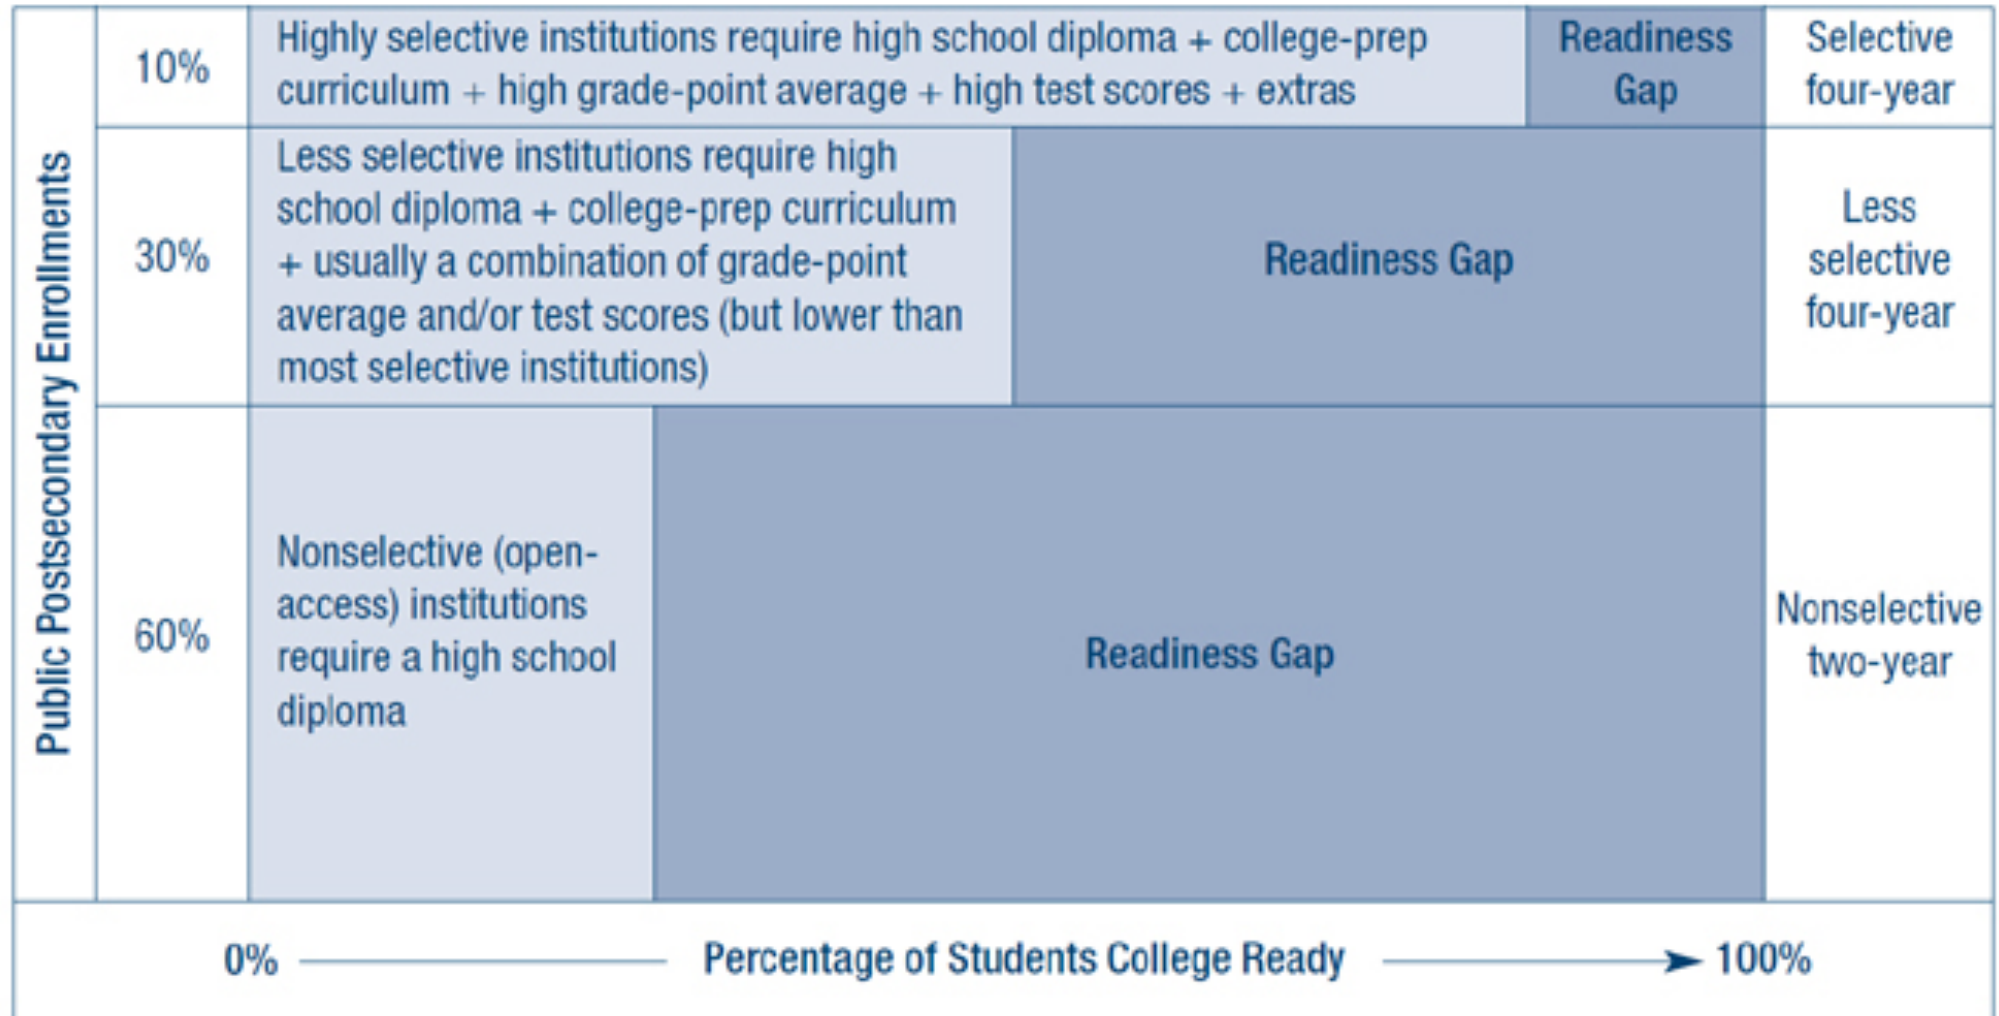 Public Postsecondary Enrollments
10%
Highly selective institutions require high school diploma + college-prep
curriculum + high grade-point average + high test scores + extras
Readiness
Gap
Selective
four-year
30%
Less selective institutions require high
school diploma + college-prep curriculum
+ usually a combination of grade-point
average and/or test scores (but lower than
most selective institutions)
Readiness Gap
Less
selective
four-year
60%
Nonselective (open-
access) institutions
require a high school
diploma
Readiness Gap
Nonselective
two-year
0%
Percentage of Students College Ready
100%